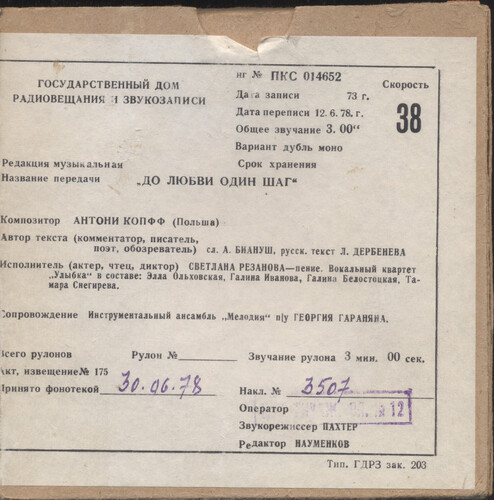 ГОСУДАРСТВЕННЫЙ ДОМ
РАДИОВЕЩАНИЯ И ЗВУКОЗАПИСИ
нг № ПКС 014652
Дата записи 73 г.
Дата переписи 12.6.78. г.
Общее звучание 3. 00"
Вариант дубль моно
Срок хранения
Скорость
38
Редакция музыкальная
Название передачи „ДО ЛЮБВИ ОДИН ШАГ"
Композитор АНТОНИ КОПФФ (Польша)
Автор текста (комментатор, писатель,
поэт, обозреватель) сл. А. БИАНУШ, русск. текст Л. ДЕРБЕНЕВА
Исполнитель (актер, чтец, диктор) СВЕТЛАНА РЕЗАНОВА—пение. Вокальный квартет
„Улыбка" в составе: Элла Ольховская, Галина Иванова, Галина Белостоцкая, Та-
мара Снегирева.
Сопровождение Инструментальный ансамбль „Мелодия" п/у ГЕОРГИЯ ГАРАНЯНА.
Всего рулонов Рулон № Звучание рулона 3 мин. 00 сек.
Акт, извещение№ 175
Принято фонотекой 30.06.78
Накл. № 3507
Оператор № 12
Звукорежиссер ПАХТЕР
Редактор НАУМЕНКОВ
Тип. ГДРЗ зак. 203